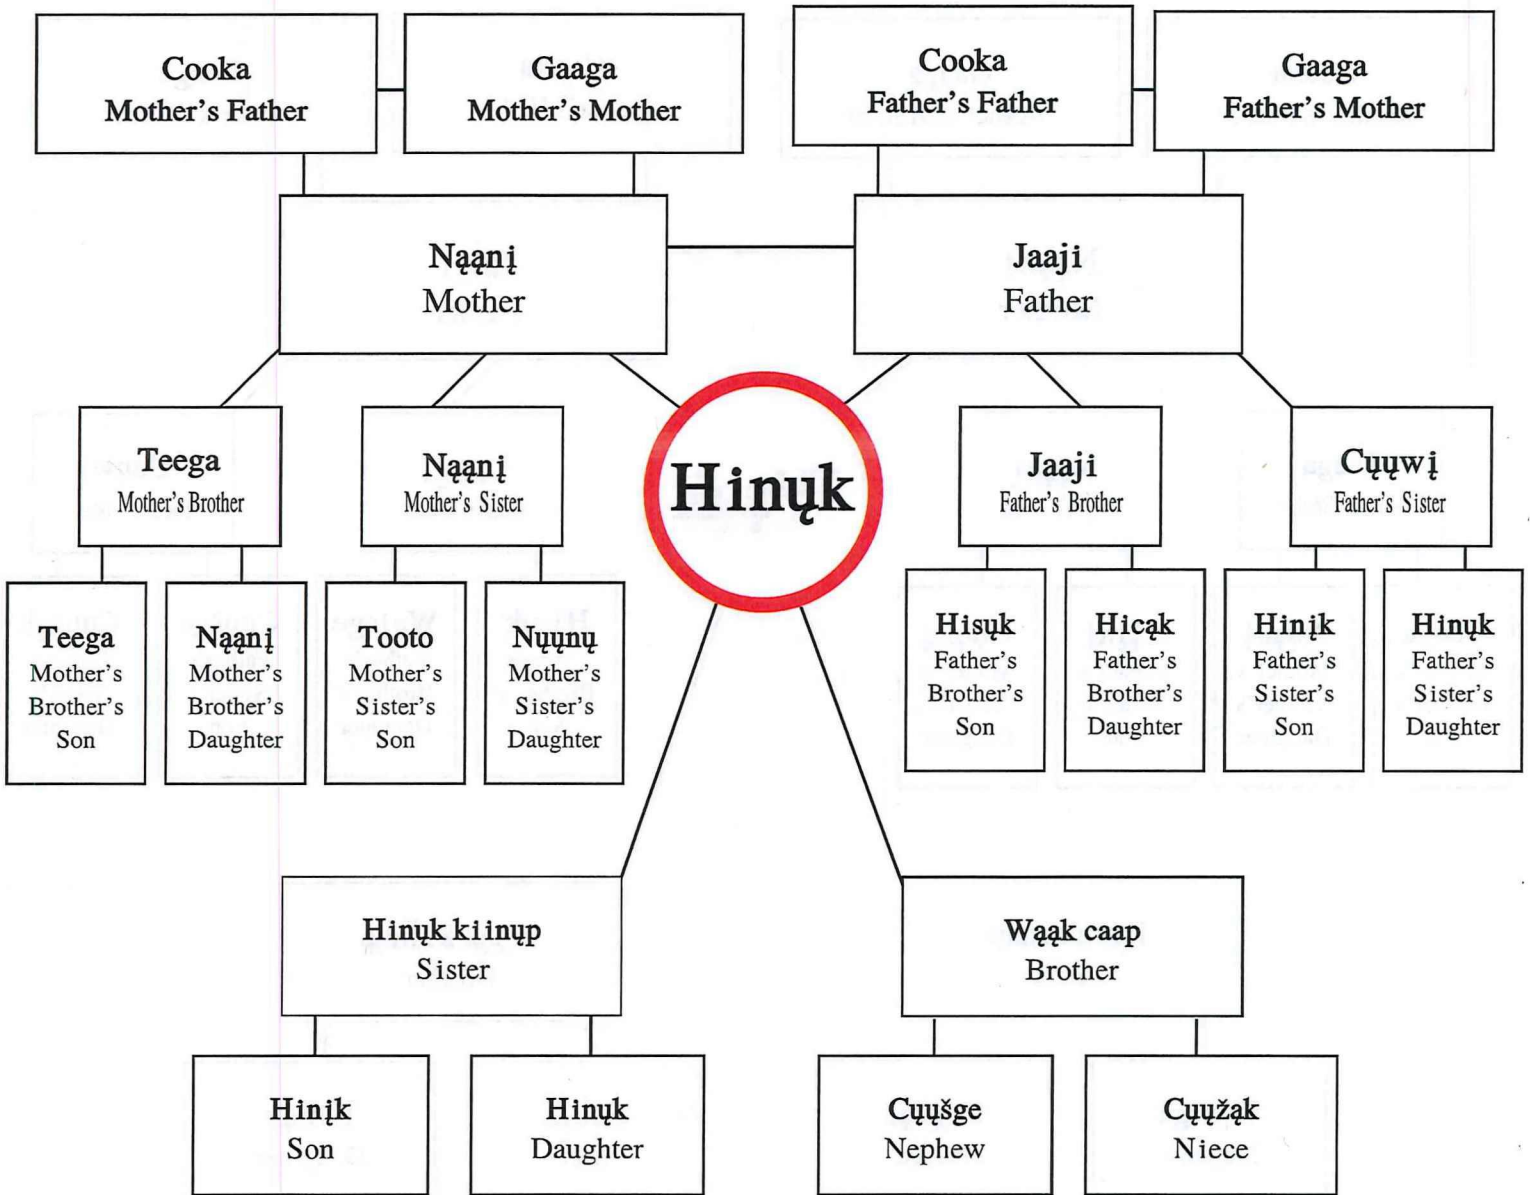 Cooka
Mother's Father
Gaaga
Mother's Mother
Cooka
Father's Father
Gaaga
Father's Mother
Nąąnį
Mother
Jaaji
Father
Teega
Mother's Brother
Nąąnį
Mother's Sister
Hinųk
Jaaji
Father's Brother
Cųųwį
Father's Sister
Teega
Mother's
Brother's
Son
Nąąnį
Mother's
Brother's
Daughter
Tooto
Mother's
Sister's
Son
Nųųnų
Mother's
Sister's
Daughter
Hisųk
Father's
Brother's
Son
Hicąk
Father's
Brother's
Daughter
Hinįk
Father's
Sister's
Son
Hinųk
Father's
Sister's
Daughter
Hinųk kiinųp
Sister
Wąąk caap
Brother
Hinįk
Son
Hinųk
Daughter
Cųųšge
Nephew
Cųųžąk
Niece